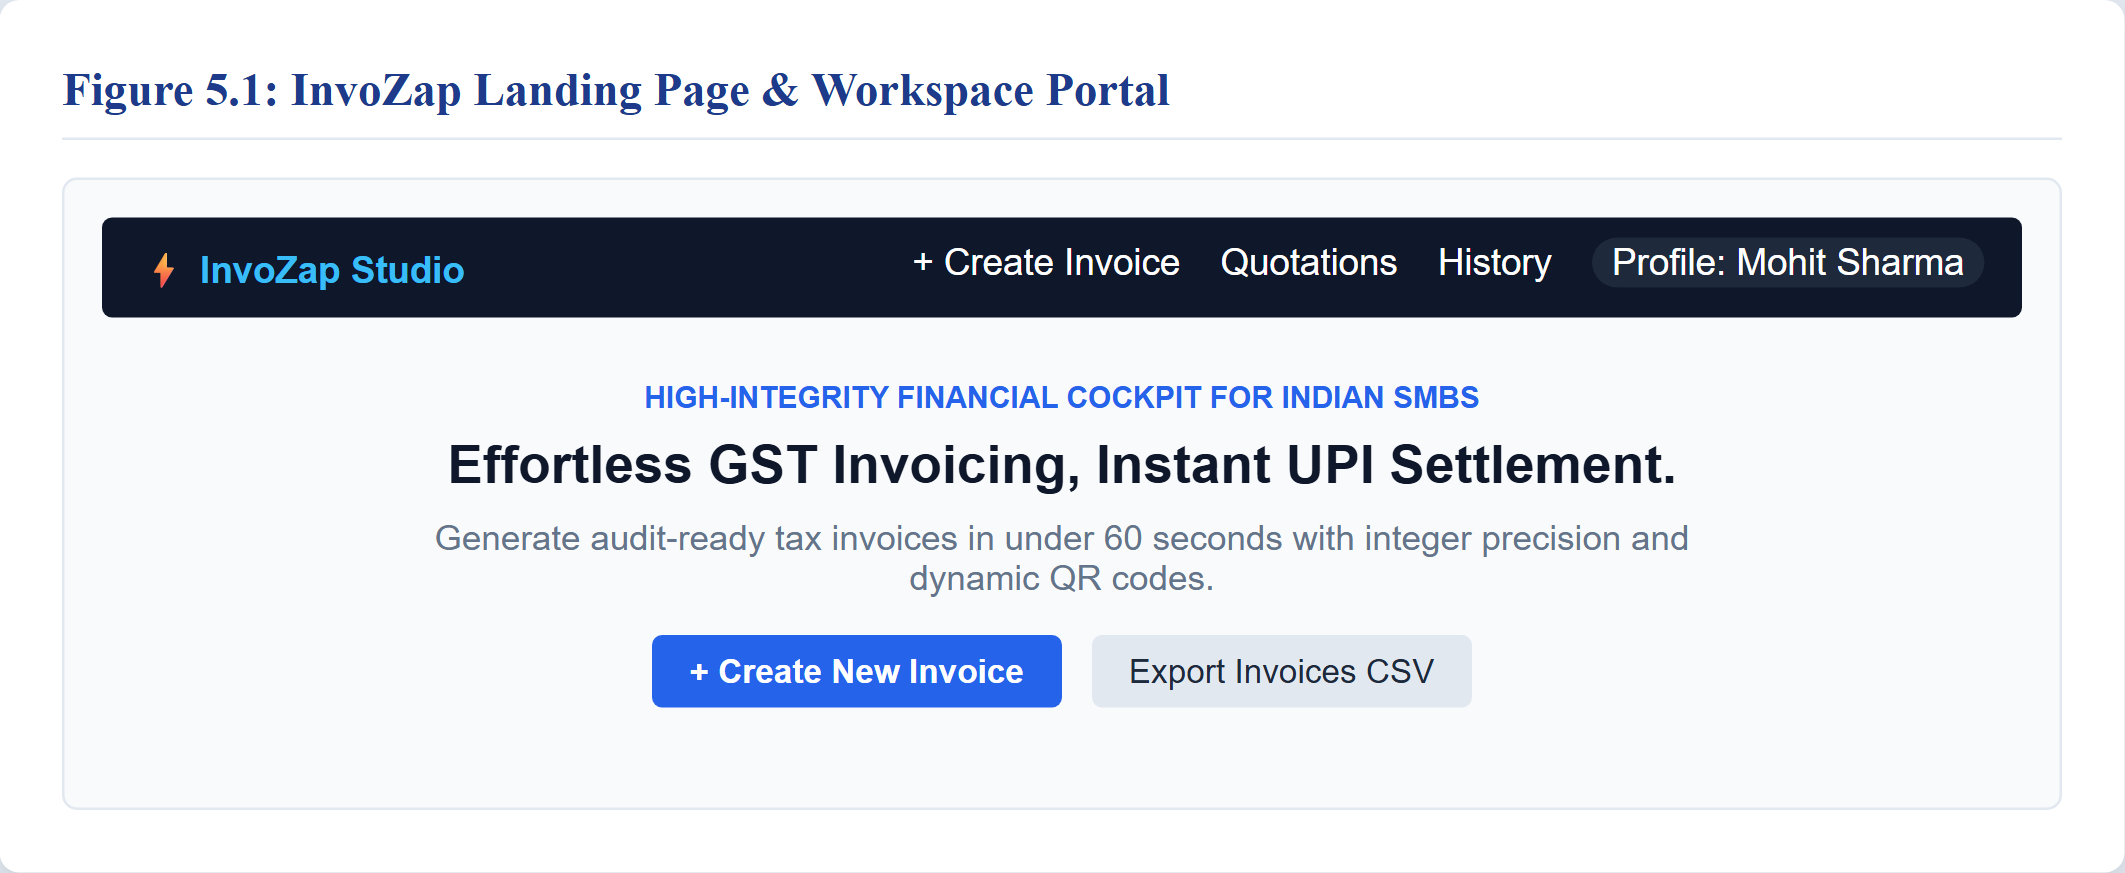 Figure 5.1: InvoZap Landing Page & Workspace Portal
InvoZap Studio
+ Create Invoice Quotations History Profile: Mohit Sharma
HIGH-INTEGRITY FINANCIAL COCKPIT FOR INDIAN SMBS
Effortless GST Invoicing, Instant UPI Settlement.
Generate audit-ready tax invoices in under 60 seconds with integer precision and
dynamic QR codes.
+ Create New Invoice Export Invoices CSV